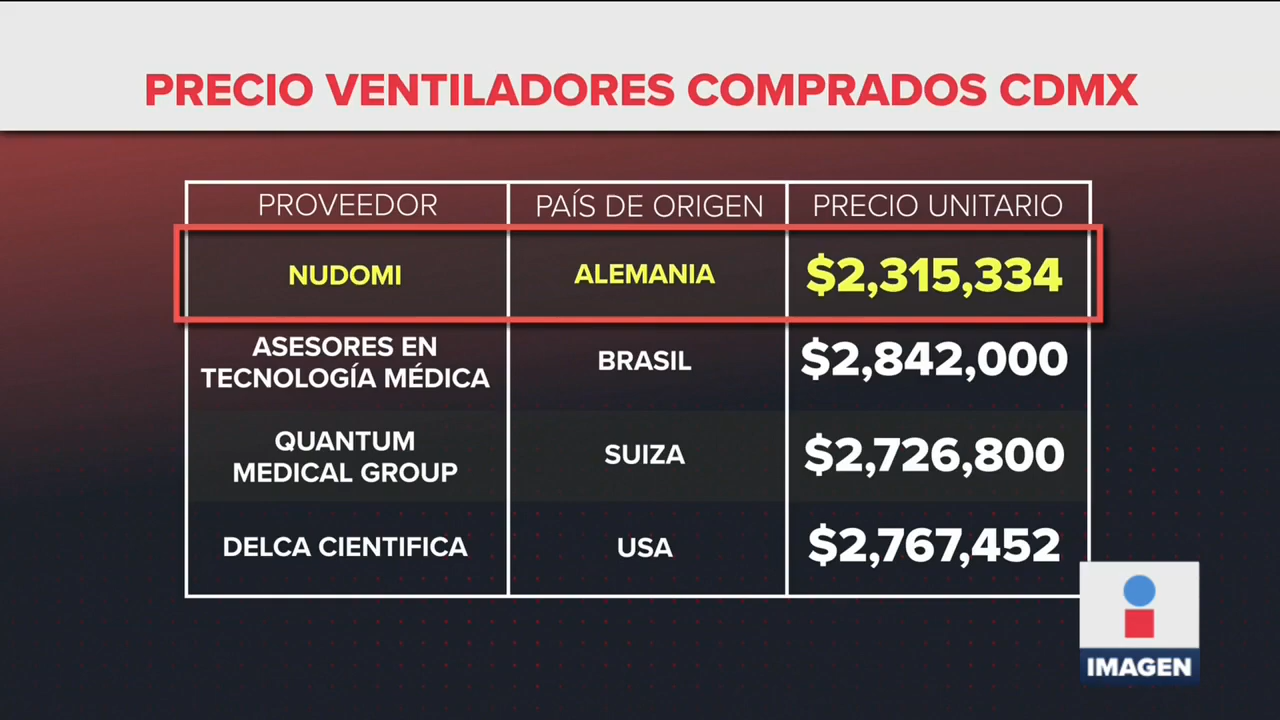 PRECIO VENTILADORES COMPRADOS CDMX
PROVEEDOR PAÍS DE ORIGEN PRECIO UNITARIO
NUDOMI ALEMANIA $2,315,334
ASESORES EN
TECNOLOGÍA MÉDICA BRASIL $2,842,000
QUANTUM
MEDICAL GROUP SUIZA $2,726,800
DELCA CIENTIFICA USA $2,767,452
IMAGEN